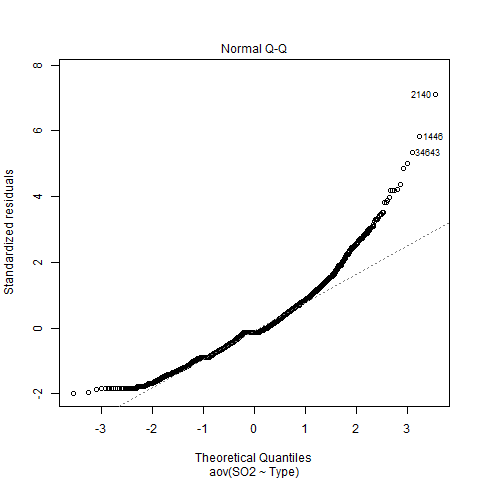 Normal Q-Q
Standardized residuals
8
6
4
2
0
-2
2140
1446
34643
-3 -2 -1 0 1 2 3
Theoretical Quantiles
aov(SO2 ~ Type)